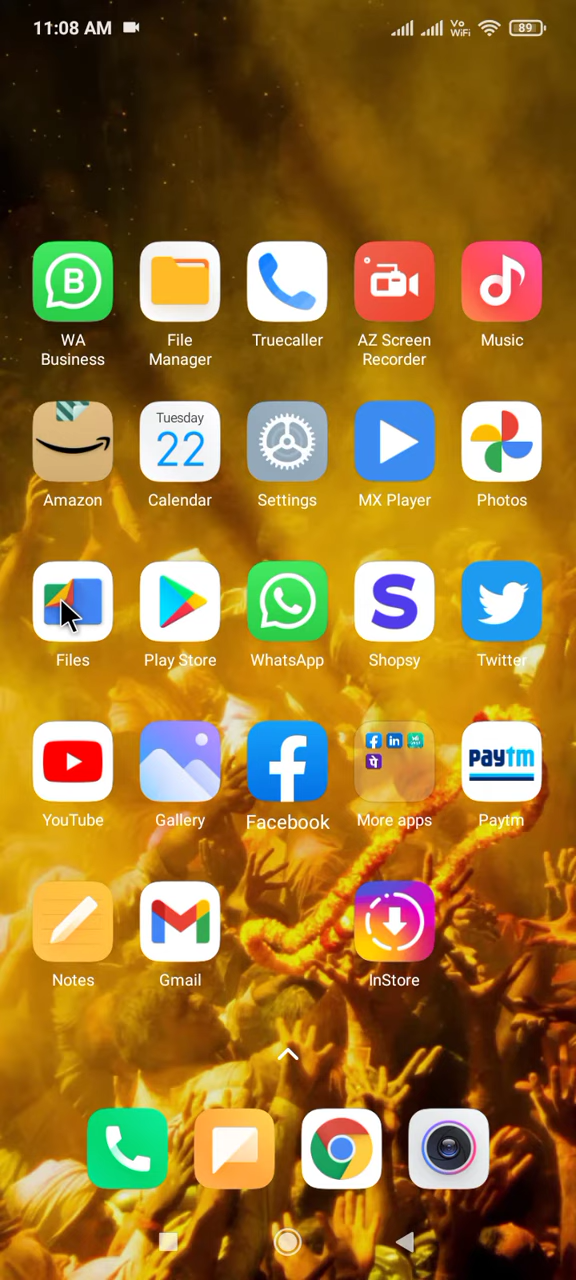 11:08 AM
Vo
WiFi
89
B
WA
Business
File
Manager
Truecaller
AZ Screen
Recorder
Music
Amazon
Tuesday
22
Calendar
Settings
MX Player
Photos
Files
Play Store
WhatsApp
S
Shopsy
Twitter
YouTube
Gallery
f
Facebook
f in
पे
More apps
paytm
Paytm
Notes
Gmail
InStore